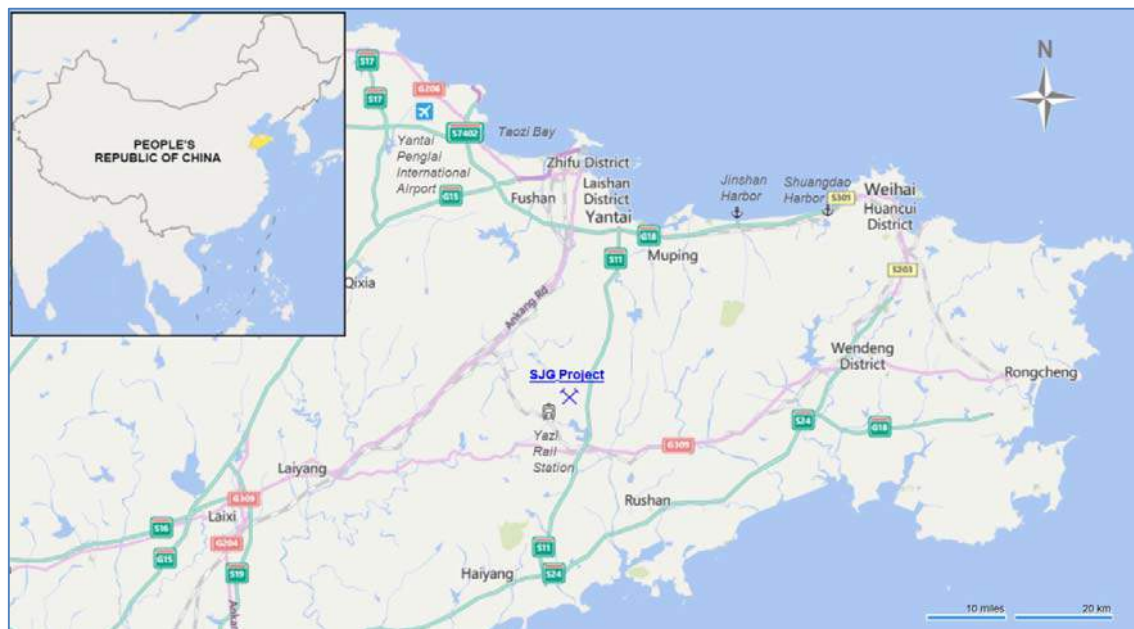 PEOPLE'S
REPUBLIC OF CHINA
N
S17
G206
S17
S7402
Taozi Bay
Yantai
Penglai
International
Airport
Zhifu District
G15
Fushan
Laishan
District
Yantai
Jinshan
Harbor
Shuangdao
Harbor
S301
Weihai
Huancui
District
G18
S11
Muping
S203
Qixia
Ankang Rd
SJG Project
Wendeng
District
Rongcheng
Yazi
Rail
Station
S24
G18
G309
Laiyang
G309
Rushan
Laixi
S16
G204
G15
S19
S11
Haiyang
S24
Ankang
10 miles
20 km